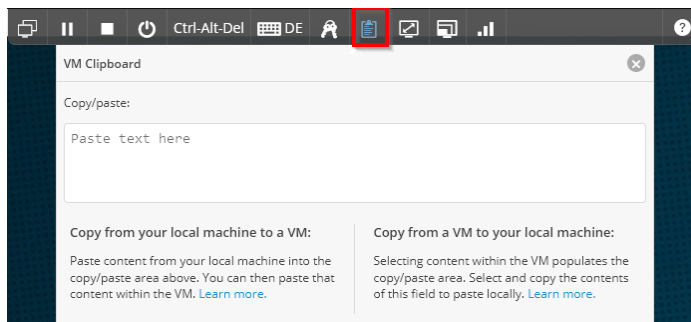 Ctrl-Alt-Del DE ?
VM Clipboard
Copy/paste:
Paste text here
Copy from your local machine to a VM:
Paste content from your local machine into the
copy/paste area above. You can then paste that
content within the VM. Learn more.
Copy from a VM to your local machine:
Selecting content within the VM populates the
copy/paste area. Select and copy the contents
of this field to paste locally. Learn more.